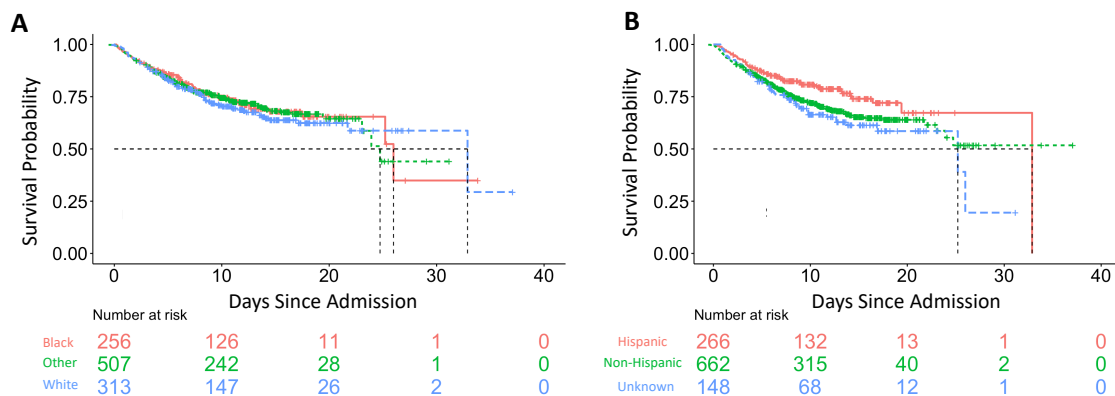 A
1.00
0.75
0.50
0.25
0.00
Survival Probability
0 10 20 30 40
Days Since Admission
Number at risk
Black 256 126 11 1 0
Other 507 242 28 1 0
White 313 147 26 2 0
B
1.00
0.75
0.50
0.25
0.00
Survival Probability
0 10 20 30 40
Days Since Admission
Number at risk
Hispanic 266 132 13 1 0
Non-Hispanic 662 315 40 2 0
Unknown 148 68 12 1 0